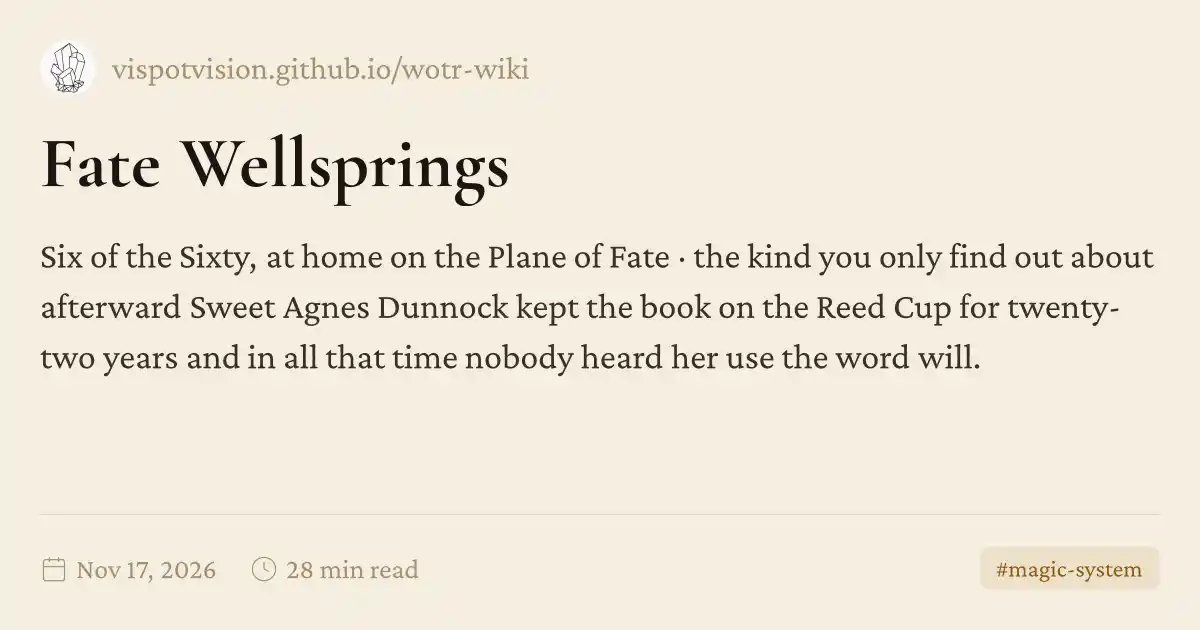 vispotvision.github.io/wotr-wiki
Fate Wellsprings
Six of the Sixty, at home on the Plane of Fate · the kind you only find out about
afterward Sweet Agnes Dunnock kept the book on the Reed Cup for twenty-
two years and in all that time nobody heard her use the word will.
Nov 17, 2026
28 min read
#magic-system